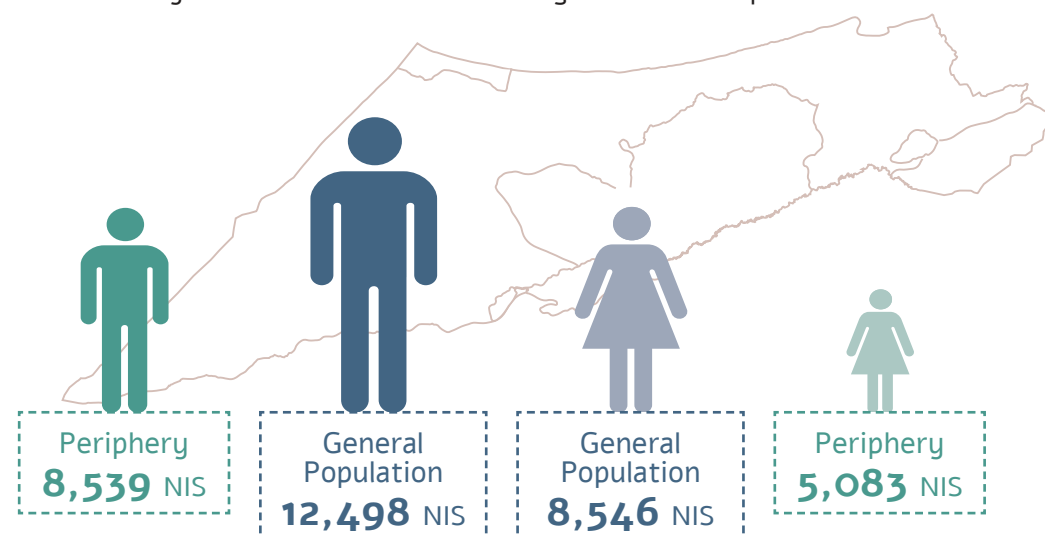 Periphery
8,539 NIS
General
Population
12,498 NIS
General
Population
8,546 NIS
Periphery
5,083 NIS